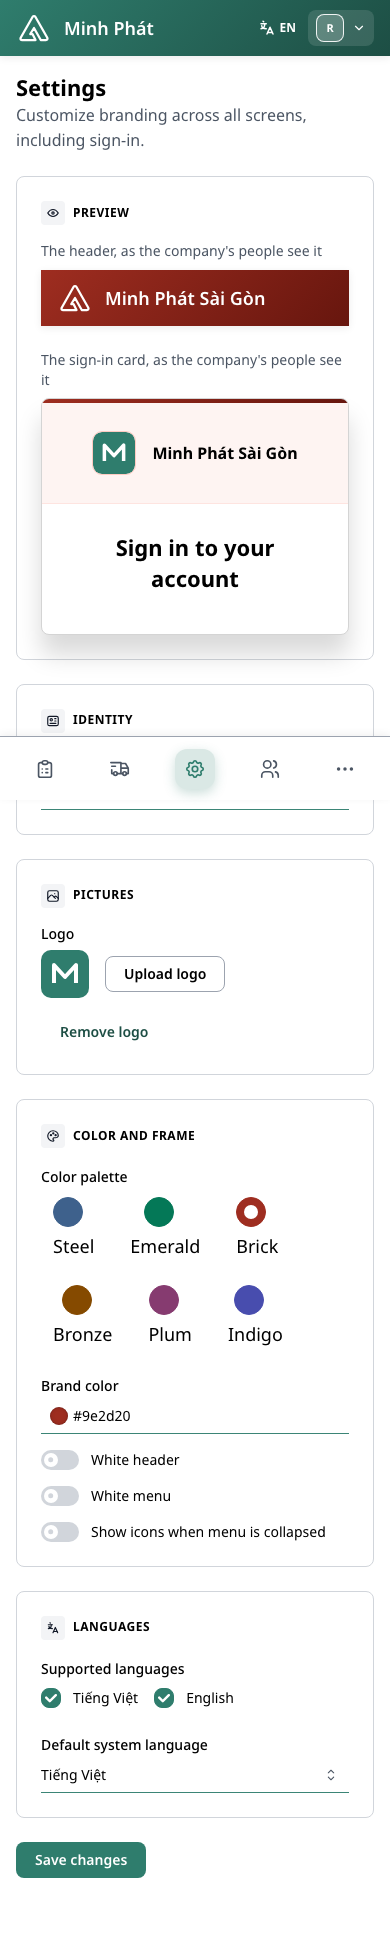 Minh Phát
EN
R
Settings
Customize branding across all screens,
including sign-in.
PREVIEW
The header, as the company's people see it
Minh Phát Sài Gòn
The sign-in card, as the company's people see
it
M Minh Phát Sài Gòn
Sign in to your
account
IDENTITY
PICTURES
Logo
M Upload logo
Remove logo
COLOR AND FRAME
Color palette
Steel Emerald Brick
Bronze Plum Indigo
Brand color
#9e2d20
White header
White menu
Show icons when menu is collapsed
LANGUAGES
Supported languages
Tiếng Việt English
Default system language
Tiếng Việt
Save changes